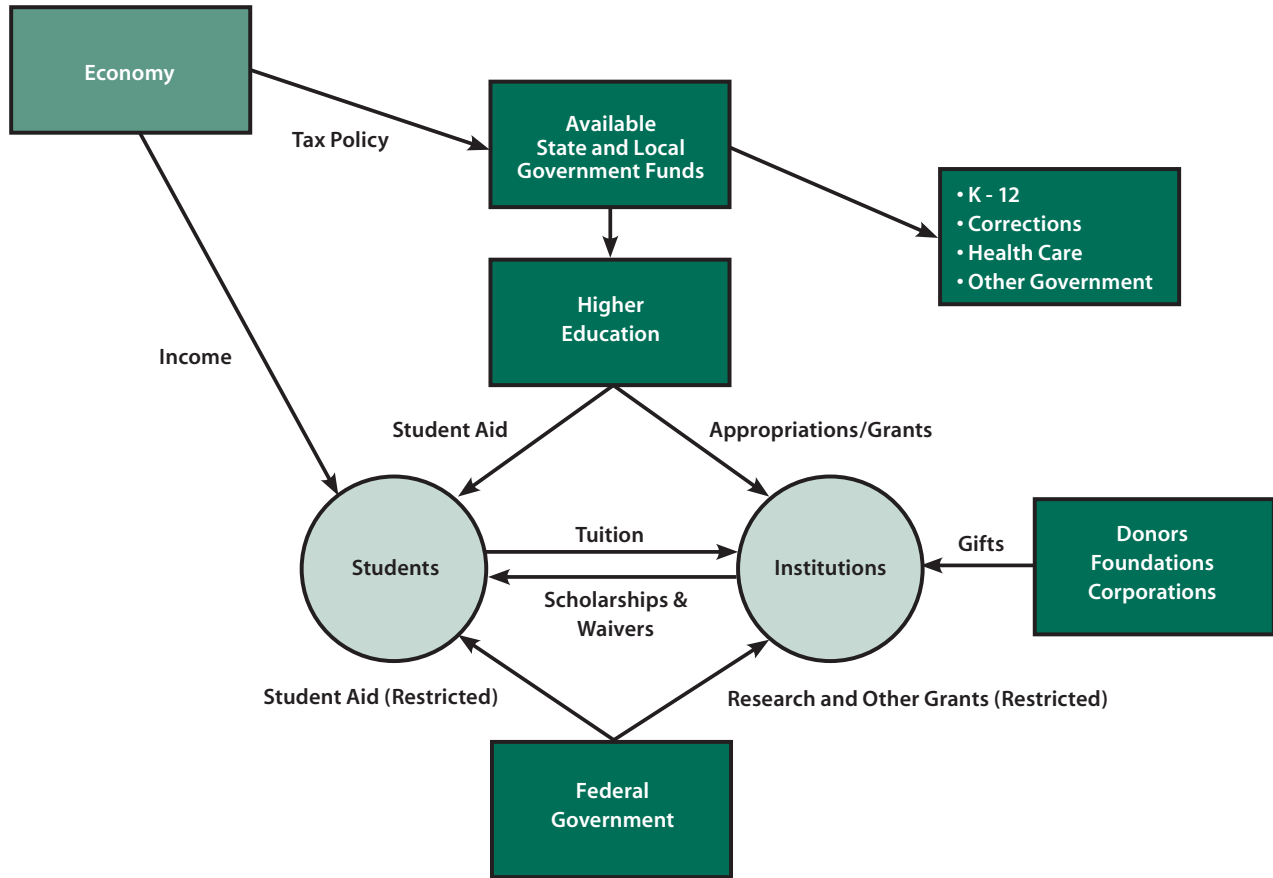 Economy
Tax Policy
Available
State and Local
Government Funds
• K - 12
• Corrections
• Health Care
• Other Government
Higher
Education
Income
Student Aid
Appropriations/Grants
Students
Tuition
Scholarships &
Waivers
Institutions
Gifts
Donors
Foundations
Corporations
Student Aid (Restricted)
Research and Other Grants (Restricted)
Federal
Government